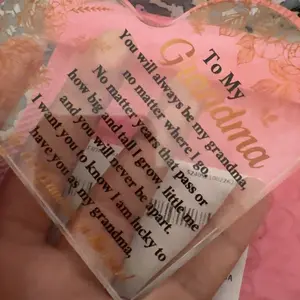 To My
Grandma
You will always be my grandma,
no matter where go
No matter years that pass or
how big and tall I grow little me
and you will never be apart.
I want you to know I am lucky to
have you as my grandma,